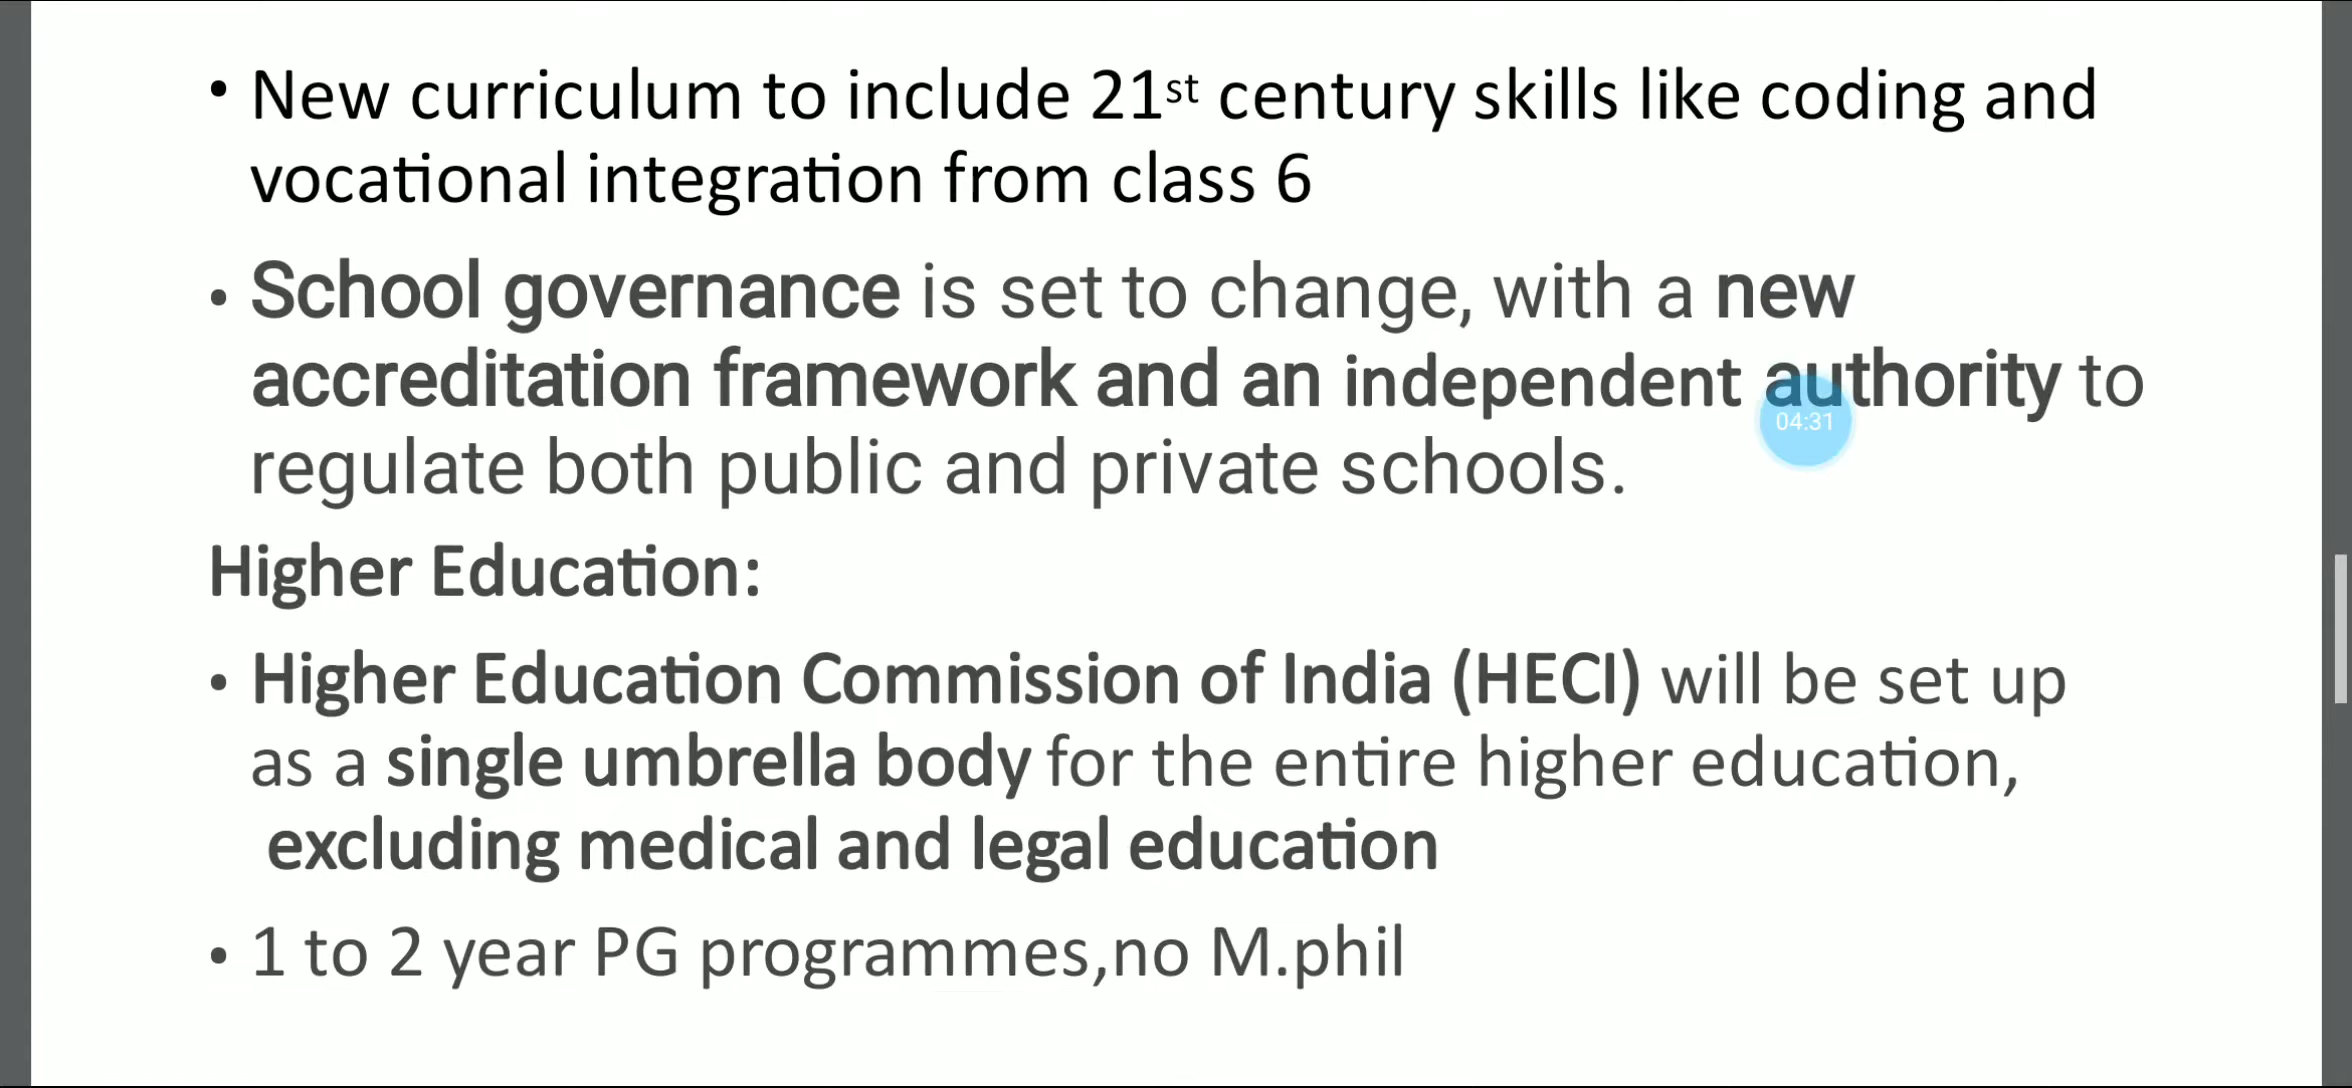 • New curriculum to include 21st century skills like coding and
vocational integration from class 6
• School governance is set to change, with a new
accreditation framework and an independent authority to
04:31
regulate both public and private schools.
Higher Education:
• Higher Education Commission of India (HECI) will be set up
as a single umbrella body for the entire higher education,
excluding medical and legal education
• 1 to 2 year PG programmes,no M.phil